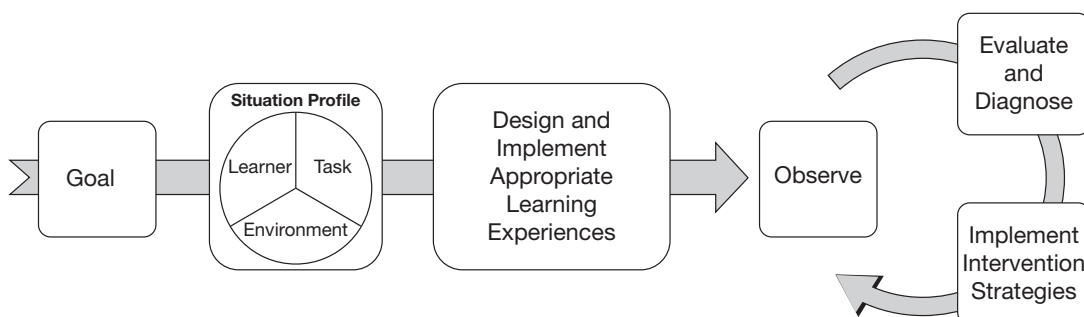 Goal
Situation Profile
Learner
Task
Environment
Design and
Implement
Appropriate
Learning
Experiences
Observe
Evaluate
and
Diagnose
Implement
Intervention
Strategies